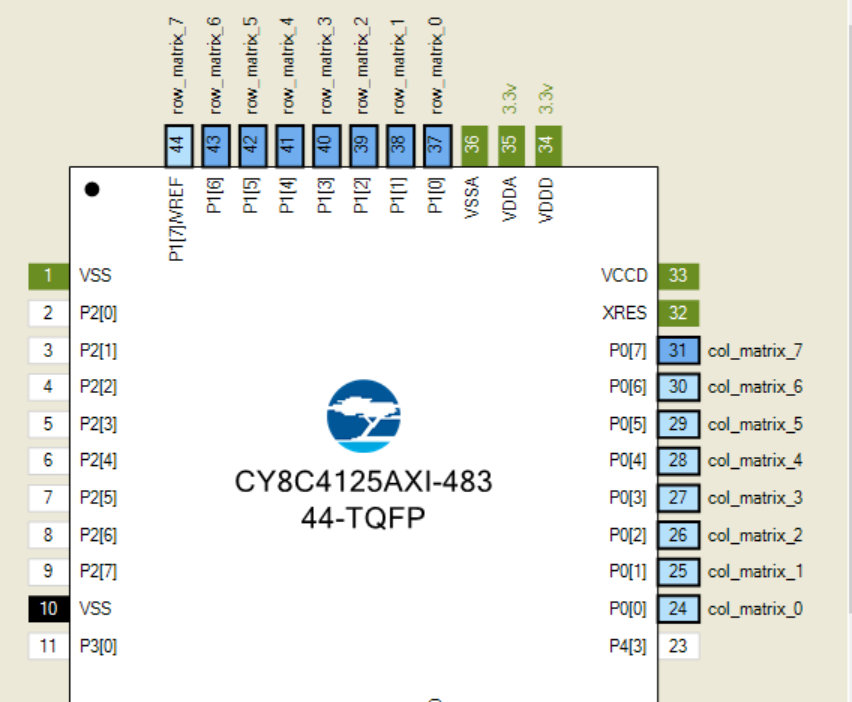 row_matrix_7
row_matrix_6
row_matrix_5
row_matrix_4
row_matrix_3
row_matrix_2
row_matrix_1
row_matrix_0
3.3v
3.3v
44
43
42
41
40
39
38
37
36
35
34
P1[7]/VREF
P1[6]
P1[5]
P1[4]
P1[3]
P1[2]
P1[1]
P1[0]
VSSA
VDDA
VDDD
1 VSS
2 P2[0]
3 P2[1]
4 P2[2]
5 P2[3]
6 P2[4]
7 P2[5]
8 P2[6]
9 P2[7]
10 VSS
11 P3[0]
CY8C4125AXI-483
44-TQFP
VCCD 33
XRES 32
P0[7] 31 col_matrix_7
P0[6] 30 col_matrix_6
P0[5] 29 col_matrix_5
P0[4] 28 col_matrix_4
P0[3] 27 col_matrix_3
P0[2] 26 col_matrix_2
P0[1] 25 col_matrix_1
P0[0] 24 col_matrix_0
P4[3] 23